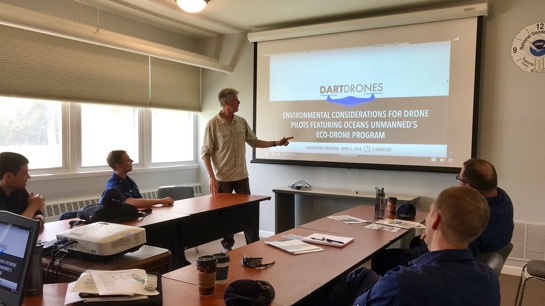 DARTDRONES
ENVIRONMENTAL CONSIDERATIONS FOR DRONE
PILOTS FEATURING OCEANS UNMANNED'S
ECO-DRONE PROGRAM